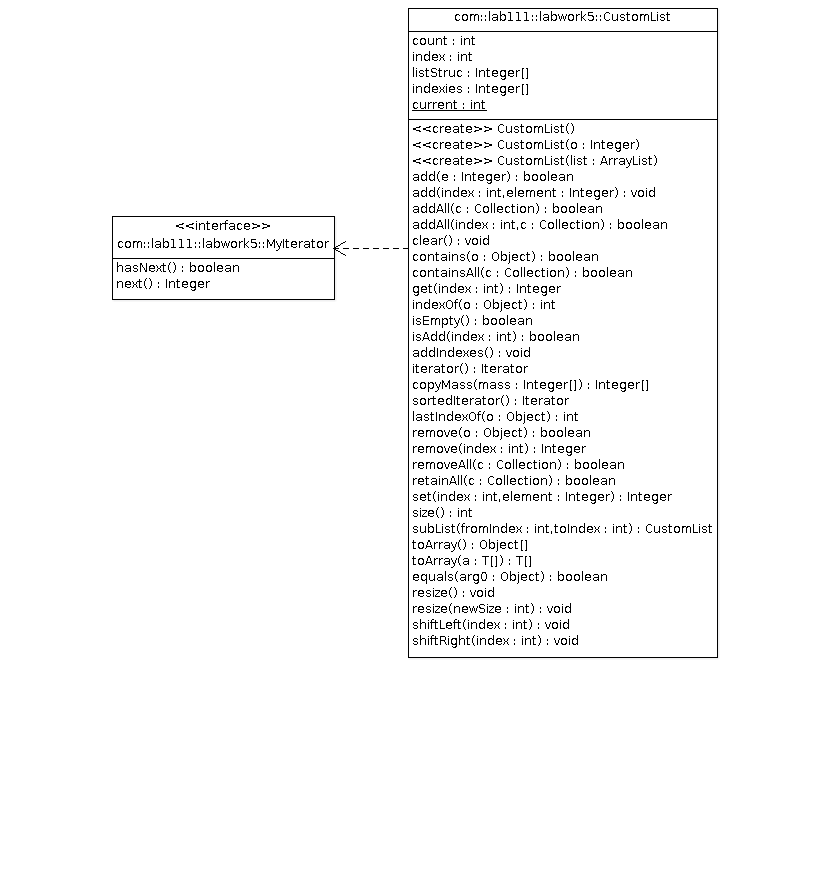 com::lab111::labwork5::CustomList
count : int
index : int
listStruc : Integer[]
indexies : Integer[]
current : int
<<create>> CustomList()
<<create>> CustomList(o : Integer)
<<create>> CustomList(list : ArrayList)
add(e : Integer) : boolean
add(index : int,element : Integer) : void
addAll(c : Collection) : boolean
addAll(index : int,c : Collection) : boolean
clear() : void
contains(o : Object) : boolean
containsAll(c : Collection) : boolean
get(index : int) : Integer
indexOf(o : Object) : int
isEmpty() : boolean
isAdd(index : int) : boolean
addIndexes() : void
iterator() : Iterator
copyMass(mass : Integer[]) : Integer[]
sortedIterator() : Iterator
lastIndexOf(o : Object) : int
remove(o : Object) : boolean
remove(index : int) : Integer
removeAll(c : Collection) : boolean
retainAll(c : Collection) : boolean
set(index : int,element : Integer) : Integer
size() : int
subList(fromIndex : int,toIndex : int) : CustomList
toArray() : Object[]
toArray(a : T[]) : T[]
equals(arg0 : Object) : boolean
resize() : void
resize(newSize : int) : void
shiftLeft(index : int) : void
shiftRight(index : int) : void
<<interface>>
com::lab111::labwork5::MyIterator
hasNext() : boolean
next() : Integer